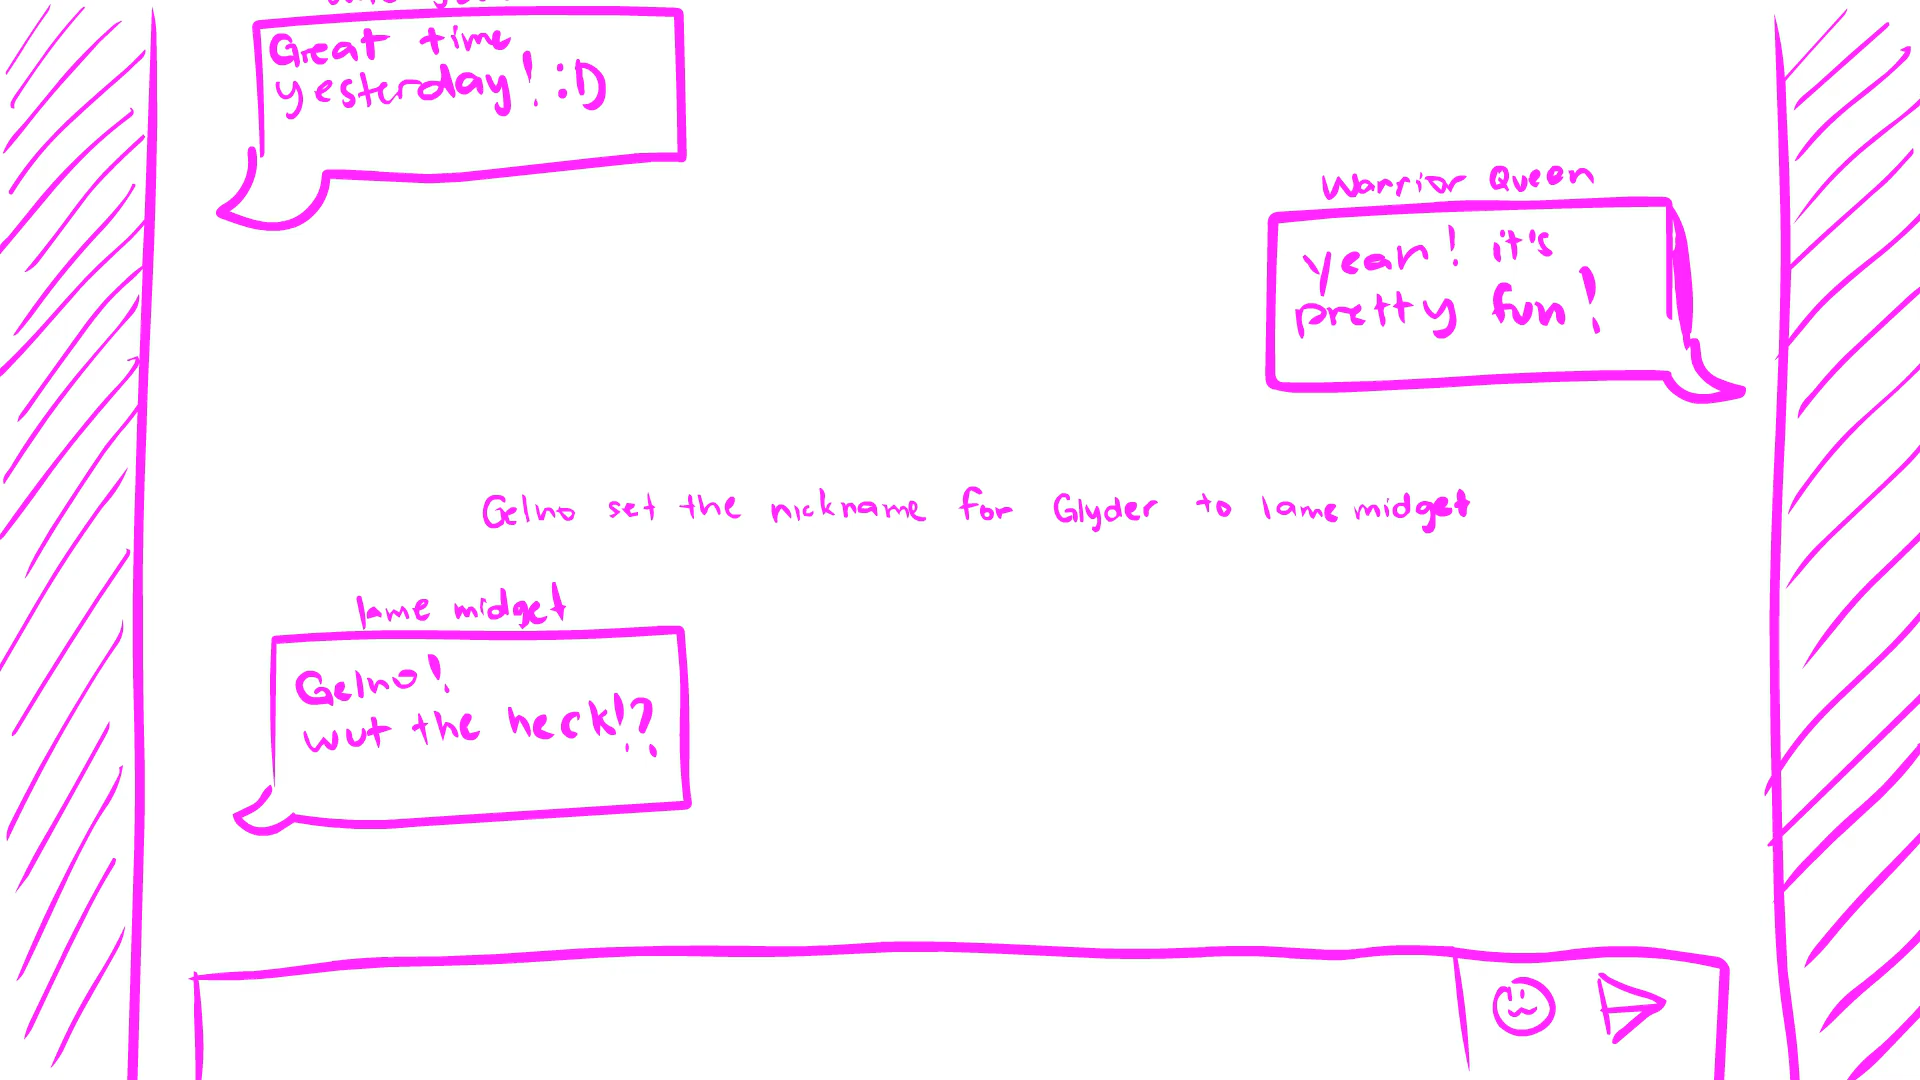 Great time
yesterday! :D
Warrior Queen
yeah! it's
pretty fun!
Gelno set the nickname for Glyder to lame midget
lame midget
Gelno!
wut the heck!?